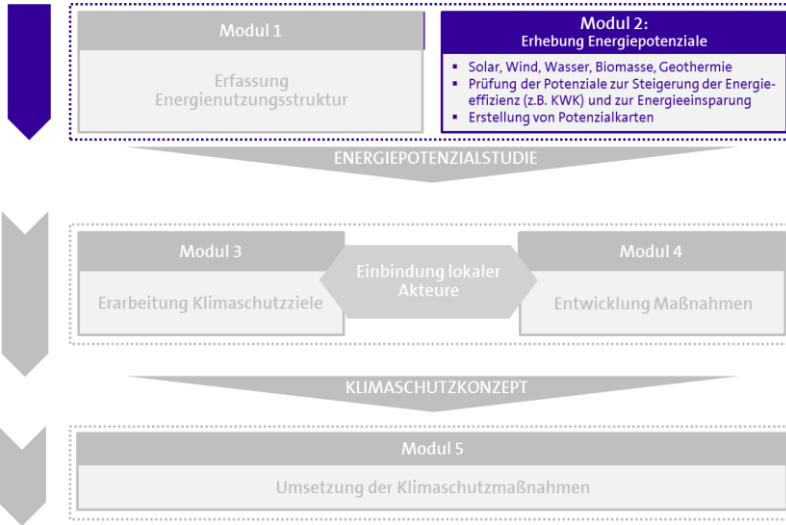 Modul 1
Erfassung
Energienutzungsstruktur
Modul 2:
Erhebung Energiepotenziale
▪ Solar, Wind, Wasser, Biomasse, Geothermie
▪ Prüfung der Potenziale zur Steigerung der Energie-
effizienz (z.B. KWK) und zur Energieeinsparung
▪ Erstellung von Potenzialkarten
ENERGIEPOTENZIALSTUDIE
Modul 3
Erarbeitung Klimaschutzziele
Einbindung lokaler
Akteure
Modul 4
Entwicklung Maßnahmen
KLIMASCHUTZKONZEPT
Modul 5
Umsetzung der Klimaschutzmaßnahmen